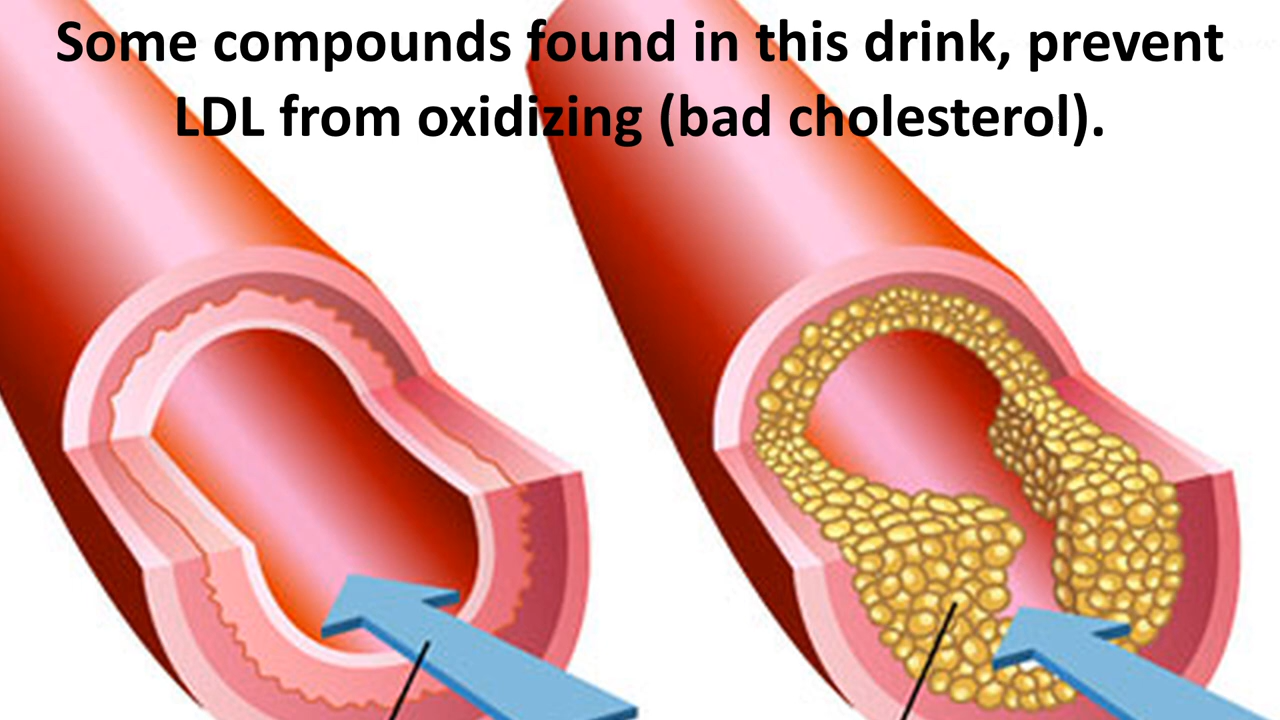 Some compounds found in this drink, prevent
LDL from oxidizing (bad cholesterol).